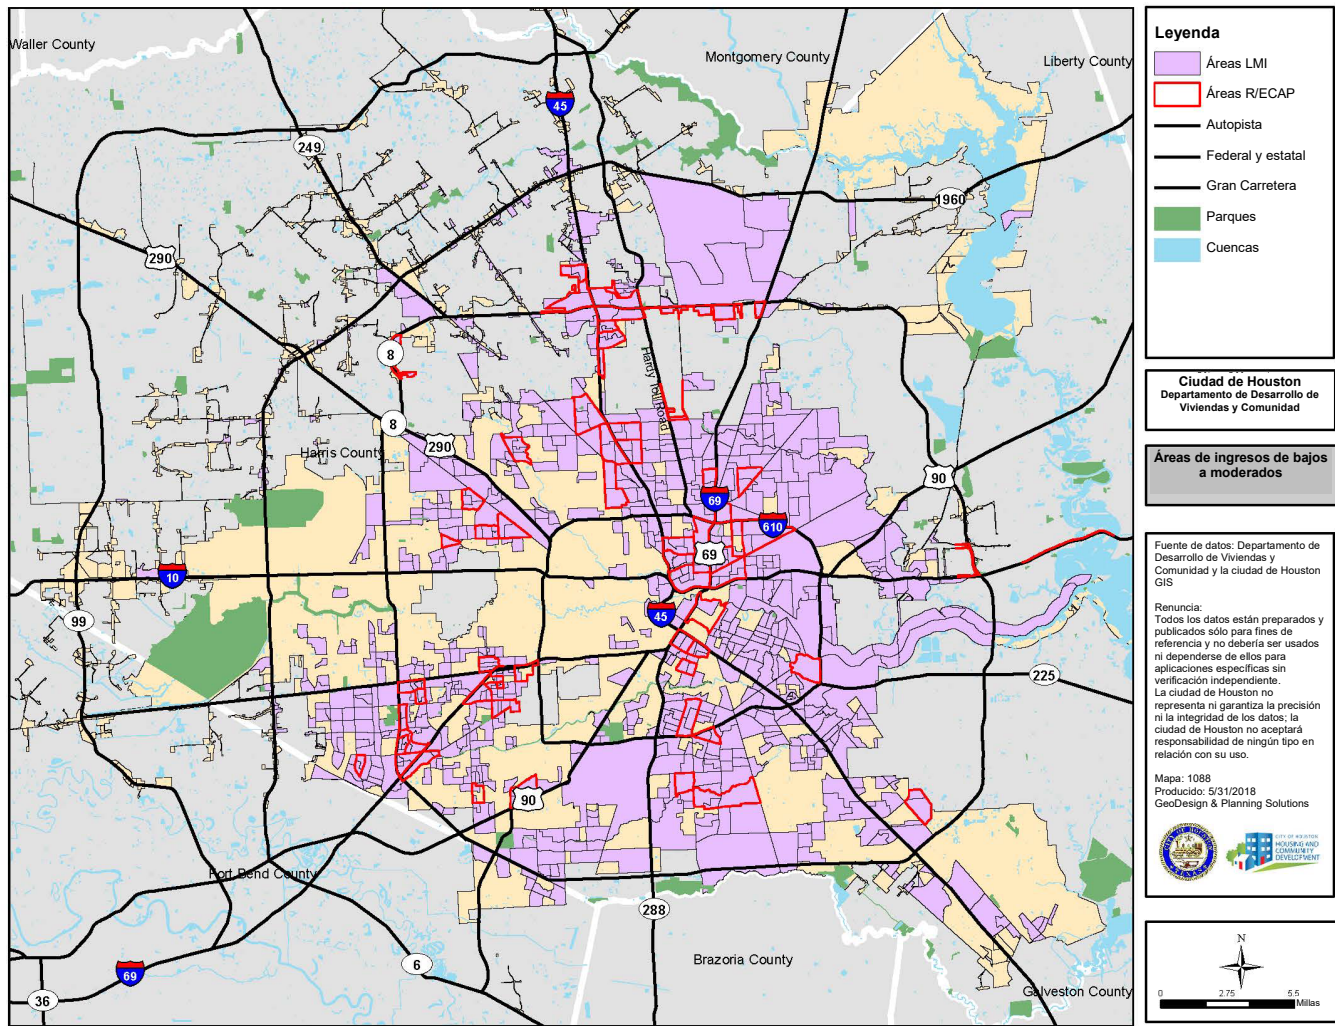 Waller County
Montgomery County
Liberty County
45
249
1960
290
8
Hardy Toll Road
8
290
Harris County
90
69
610
69
10
45
99
225
90
Fort Bend County
288
Brazoria County
6
69
36
Galveston County
Leyenda
Áreas LMI
Áreas R/ECAP
Autopista
Federal y estatal
Gran Carretera
Parques
Cuencas
Ciudad de Houston
Departamento de Desarrollo de
Viviendas y Comunidad
Áreas de ingresos de bajos
a moderados
Fuente de datos: Departamento de
Desarrollo de Viviendas y
Comunidad y la ciudad de Houston
GIS
Renuncia:
Todos los datos están preparados y
publicados sólo para fines de
referencia y no debería ser usados
ni dependerse de ellos para
aplicaciones específicas sin
verificación independiente.
La ciudad de Houston no
representa ni garantiza la precisión
ni la integridad de los datos; la
ciudad de Houston no aceptará
responsabilidad de ningún tipo en
relación con su uso.
Mapa: 1088
Producido: 5/31/2018
GeoDesign & Planning Solutions
CITY OF HOUSTON
HOUSING AND
COMMUNITY
DEVELOPMENT
N
0 2.75 5.5
Millas